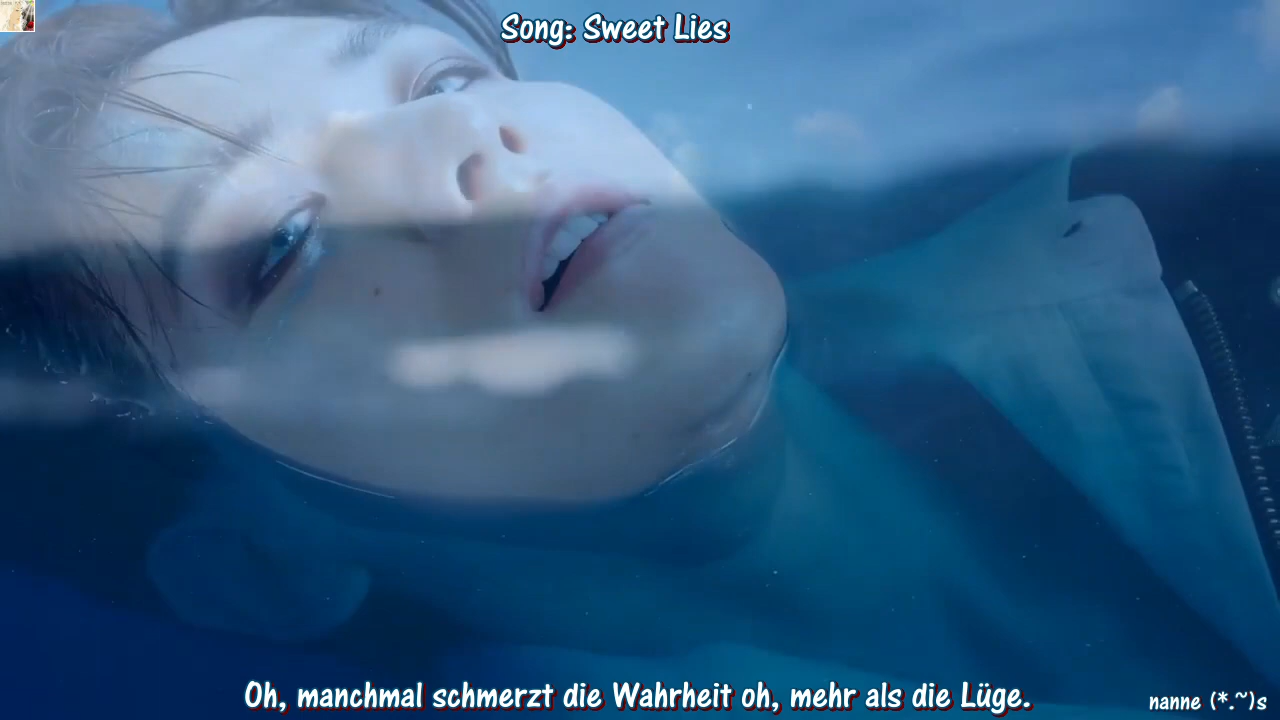 Song: Sweet Lies
Oh, manchmal schmerzt die Wahrheit oh, mehr als die Lüge.
nanne (*.~)s